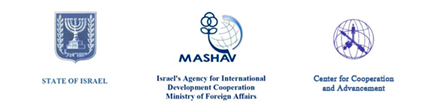 MASHAV
STATE OF ISRAEL
Israel's Agency for International
Development Cooperation
Ministry of Foreign Affairs
Center for Cooperation
and Advancement